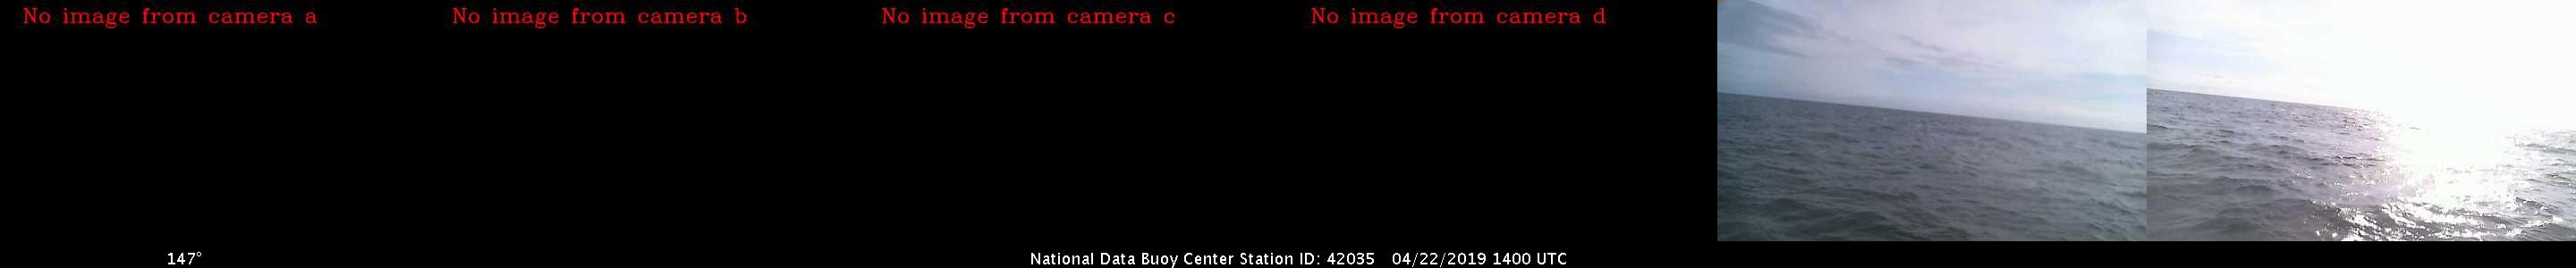 No image from camera a
No image from camera b
No image from camera c
No image from camera d
147°
National Data Buoy Center Station ID: 42035 04/22/2019 1400 UTC